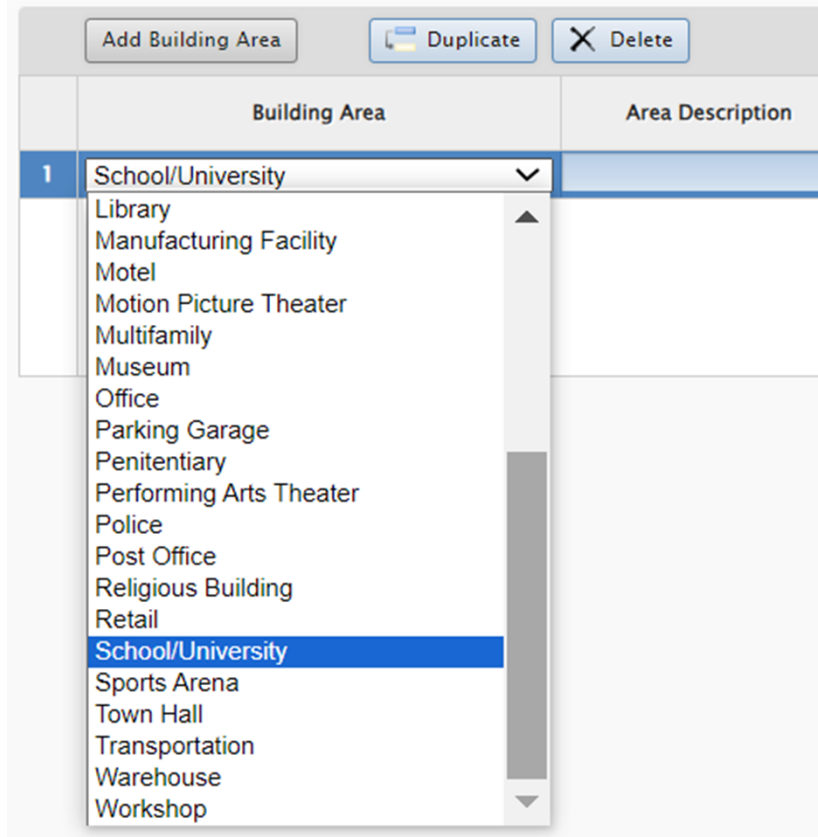 Add Building Area Duplicate Delete
Building Area Area Description
1 School/University
Library
Manufacturing Facility
Motel
Motion Picture Theater
Multifamily
Museum
Office
Parking Garage
Penitentiary
Performing Arts Theater
Police
Post Office
Religious Building
Retail
School/University
Sports Arena
Town Hall
Transportation
Warehouse
Workshop